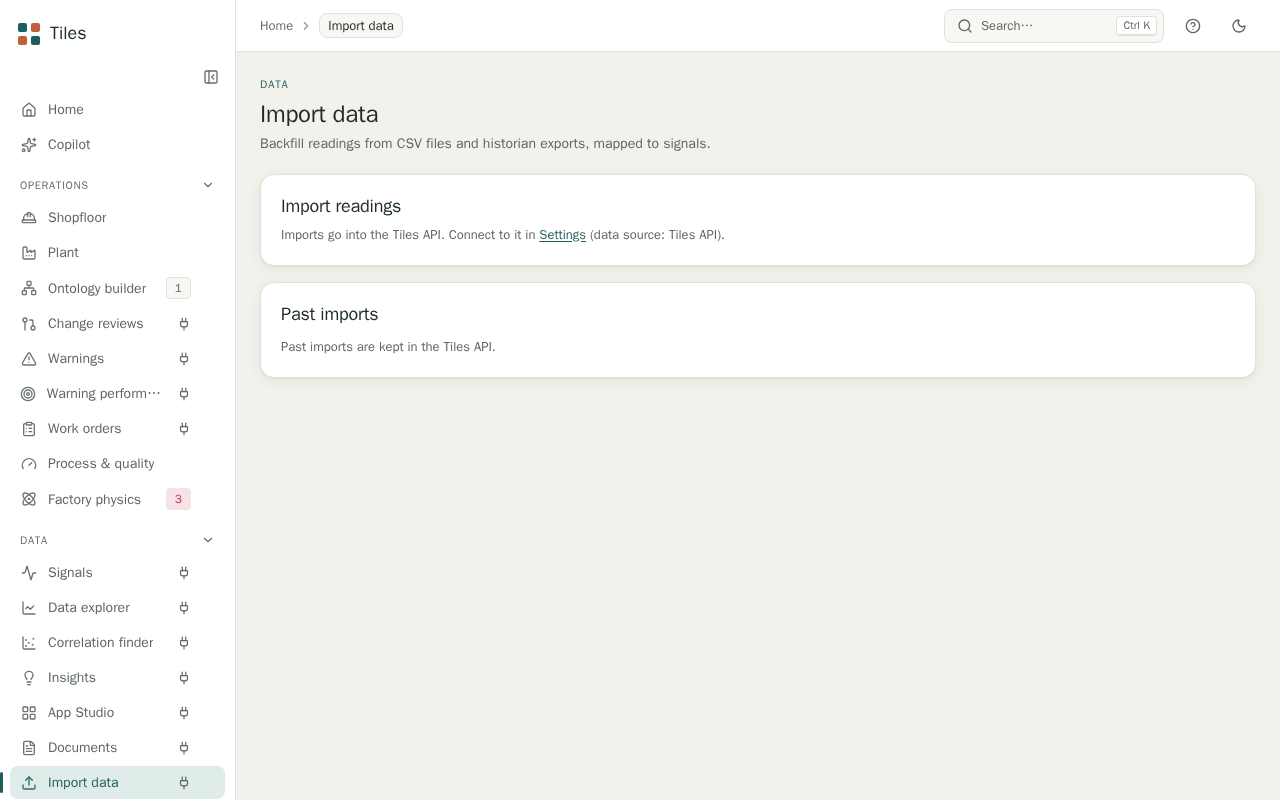 Tiles
Home
Copilot
OPERATIONS
Shopfloor
Plant
Ontology builder 1
Change reviews
Warnings
Warning perform···
Work orders
Process & quality
Factory physics 3
DATA
Signals
Data explorer
Correlation finder
Insights
App Studio
Documents
Import data
Home Import data
Search··· Ctrl K
DATA
Import data
Backfill readings from CSV files and historian exports, mapped to signals.
Import readings
Imports go into the Tiles API. Connect to it in Settings (data source: Tiles API).
Past imports
Past imports are kept in the Tiles API.